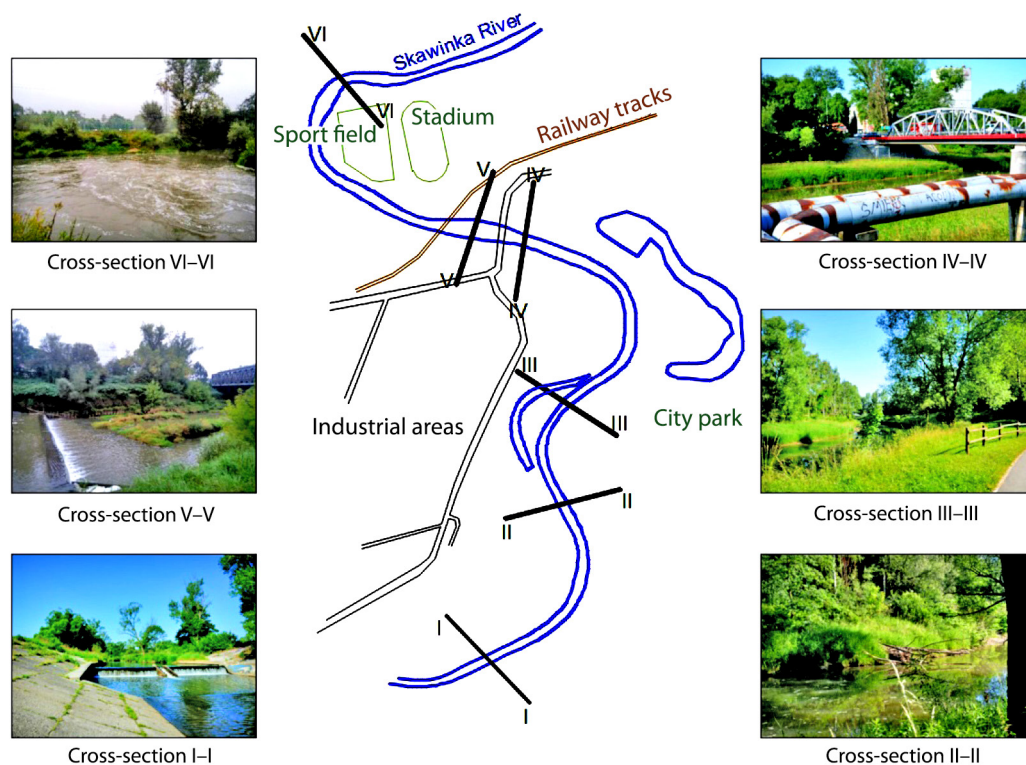 VI
Skawinka River
VI
Sport field
Stadium
Railway tracks
Cross-section VI–VI
V
IV
ŚMIERĆ
Cross-section IV–IV
V
IV
III
Industrial areas
III
City park
Cross-section V–V
II
II
Cross-section III–III
I
I
Cross-section I–I
Cross-section II–II